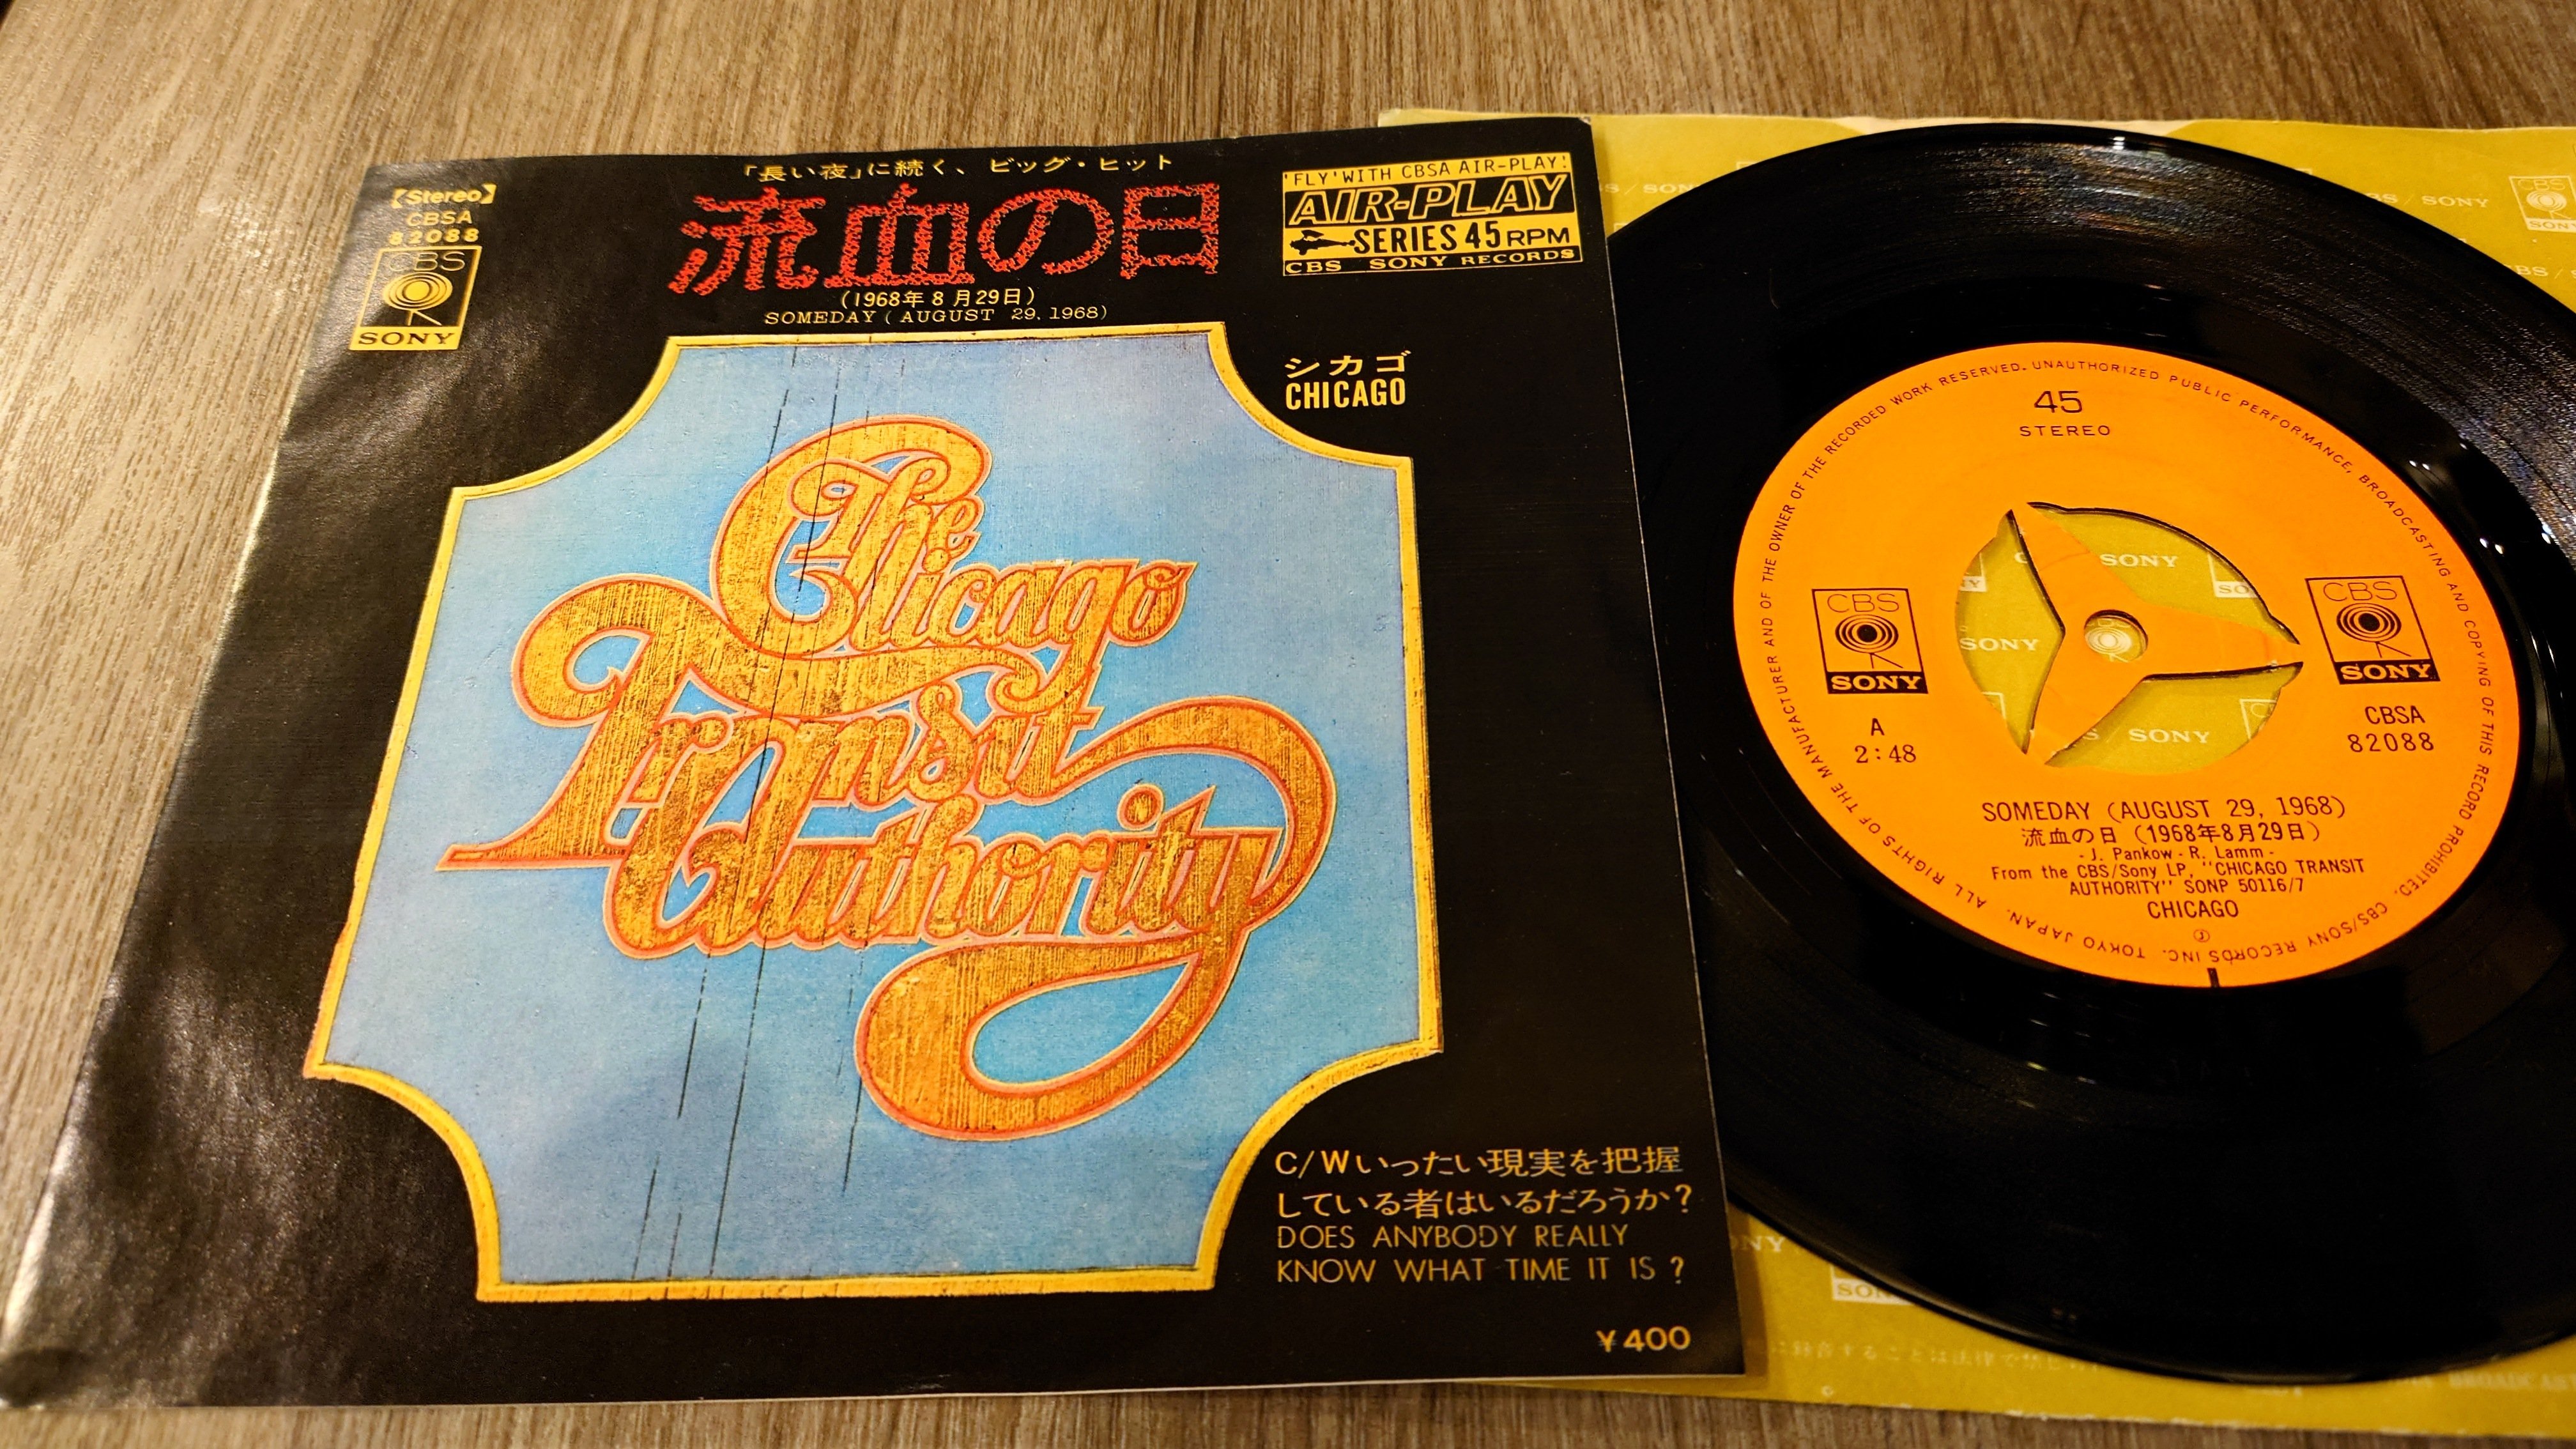 「長い夜」に続く、ビッグ・ヒット
【Stereo】
CBSA
82088
CBS
SONY
流血の日
(1968年8月29日)
SOMEDAY (AUGUST 29, 1968)
'FLY' WITH CBSA AIR-PLAY!
AIR-PLAY
SERIES 45 RPM
CBS SONY RECORDS
シカゴ
CHICAGO
The
Chicago
Transit
Authority
C/Wいったい現実を把握
している者はいるだろうか?
DOES ANYBODY REALLY
KNOW WHAT TIME IT IS ?
¥400
45
STEREO
CBS
SONY
CBS
SONY
A
2:48
CBSA
82088
SOMEDAY (AUGUST 29, 1968)
流血の日 (1968年8月29日)
- J. Pankow - R. Lamm -
From the CBS/Sony LP, "CHICAGO TRANSIT
AUTHORITY" SONP 50116/7
CHICAGO
Ⓟ
ALL RIGHTS OF THE MANUFACTURER AND OF THE OWNER OF THE RECORDED WORK RESERVED. UNAUTHORIZED PUBLIC PERFORMANCE, BROADCASTING AND COPYING OF THIS RECORD PROHIBITED. CBS/SONY RECORDS INC. TOKYO JAPAN.
SONY
SONY
SONY